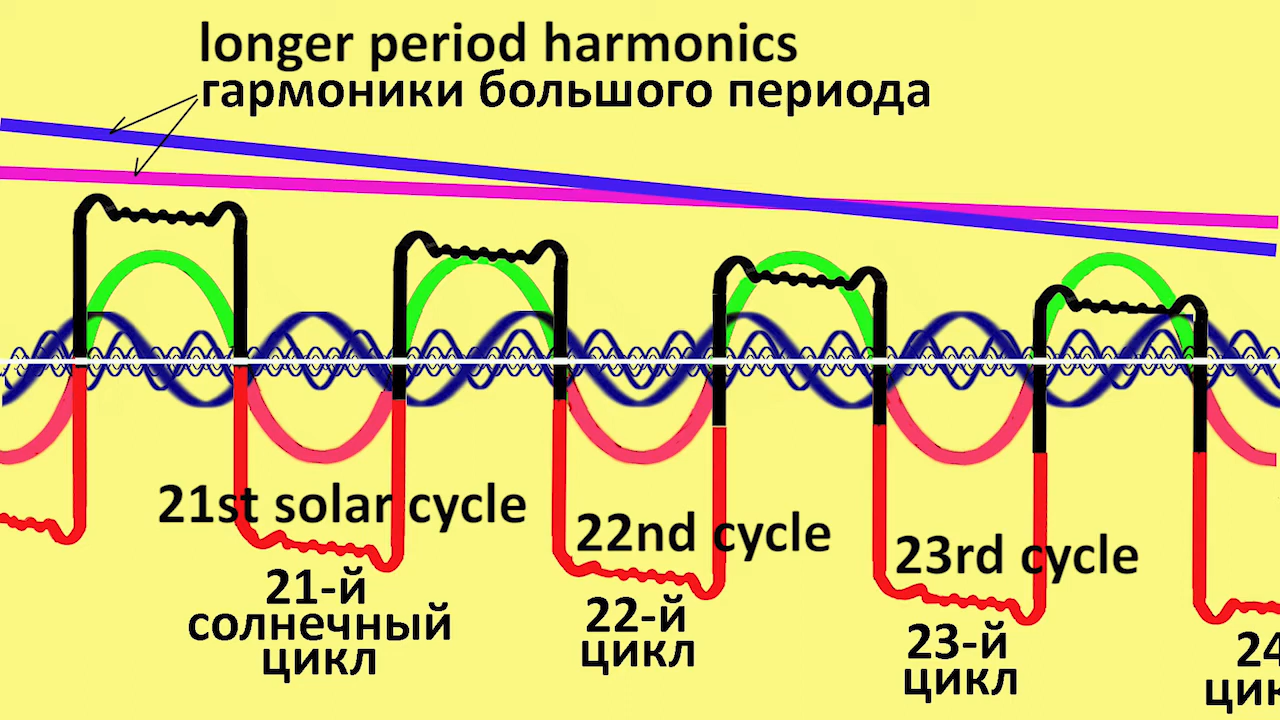 longer period harmonics
гармоники большого периода
21st solar cycle
22nd cycle
23rd cycle
21-й
солнечный
цикл
22-й
цикл
23-й
цикл
24